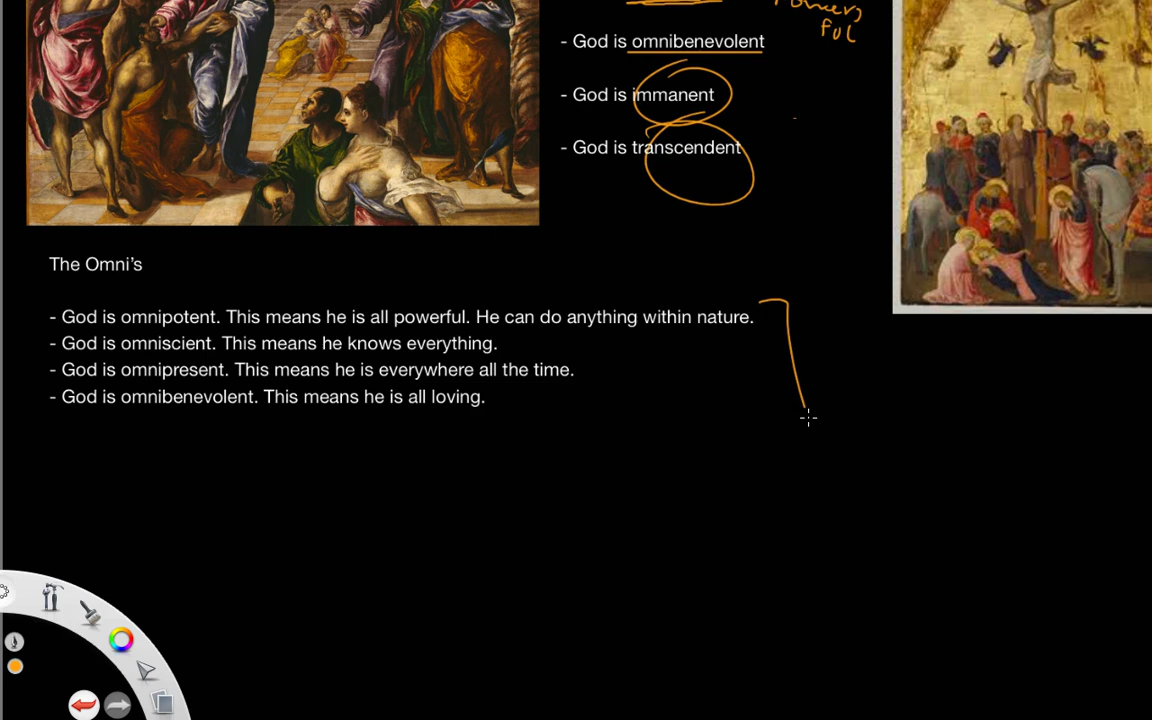 Powers
ful
- God is omnibenevolent
- God is immanent
- God is transcendent
The Omni’s
- God is omnipotent. This means he is all powerful. He can do anything within nature.
- God is omniscient. This means he knows everything.
- God is omnipresent. This means he is everywhere all the time.
- God is omnibenevolent. This means he is all loving.